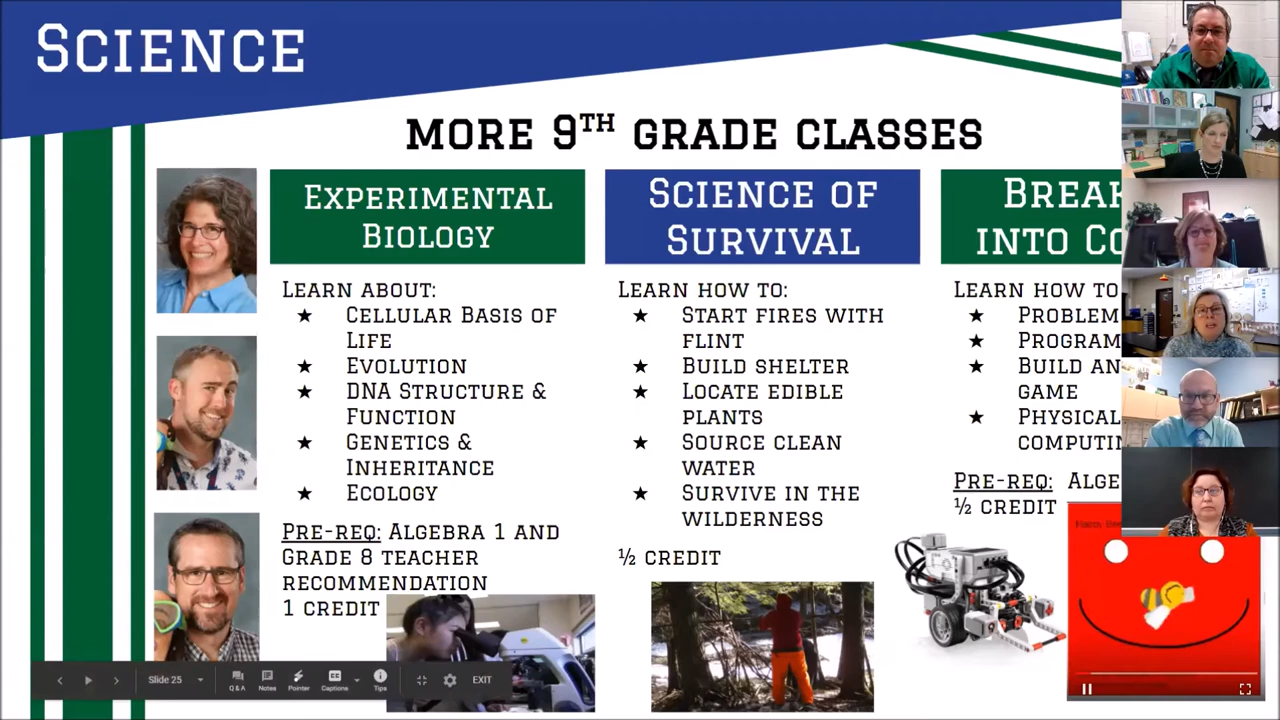 Science
MORE 9TH GRADE CLASSES
Experimental
Biology
Learn about:
★ Cellular Basis of
Life
★ Evolution
★ DNA Structure &
Function
★ Genetics &
Inheritance
★ Ecology
Pre-req: Algebra 1 and
Grade 8 teacher
recommendation
1 credit
Science of
Survival
Learn how to:
★ Start fires with
flint
★ Build shelter
★ Locate edible
plants
★ Source clean
water
★ Survive in the
wilderness
½ credit
Break
into Co
Learn how to
★ Problem
★ Program
★ Build an
game
★ Physical
computin
Pre-req: Alge
½ credit
Slide 25
Q & A
Notes
Pointer
Captions
Tips
EXIT